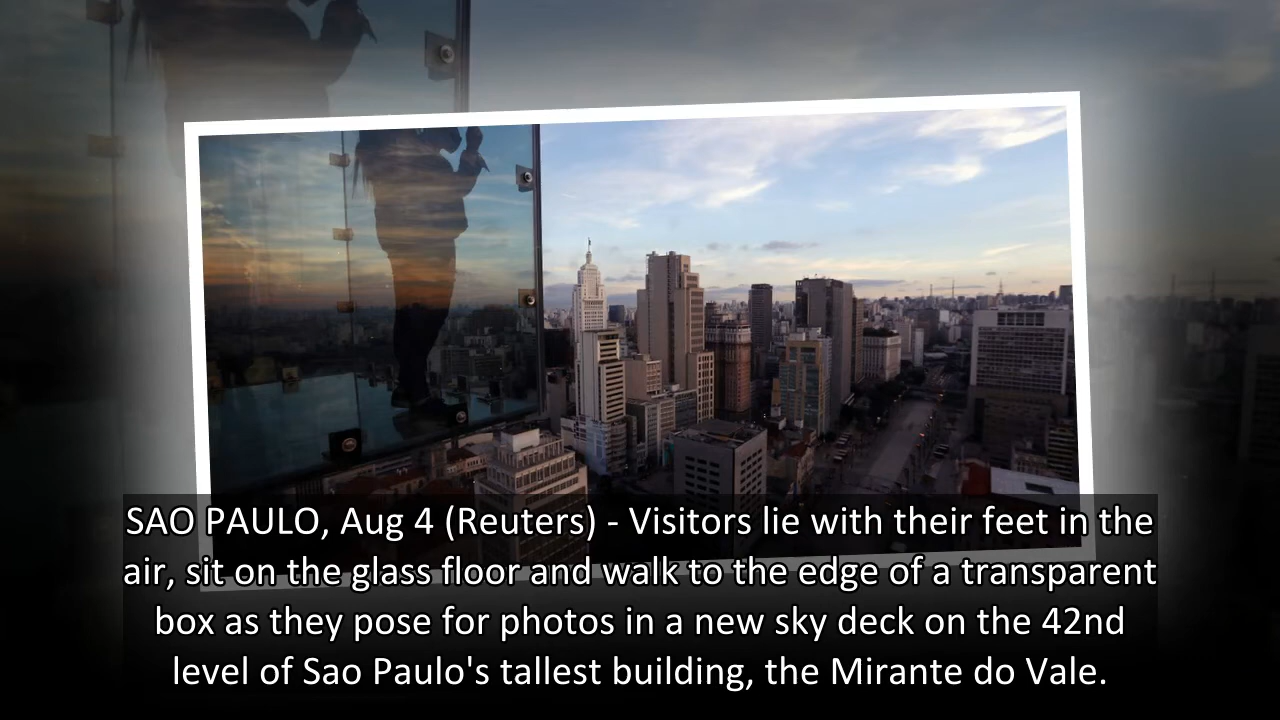 SAO PAULO, Aug 4 (Reuters) - Visitors lie with their feet in the
air, sit on the glass floor and walk to the edge of a transparent
box as they pose for photos in a new sky deck on the 42nd
level of Sao Paulo's tallest building, the Mirante do Vale.